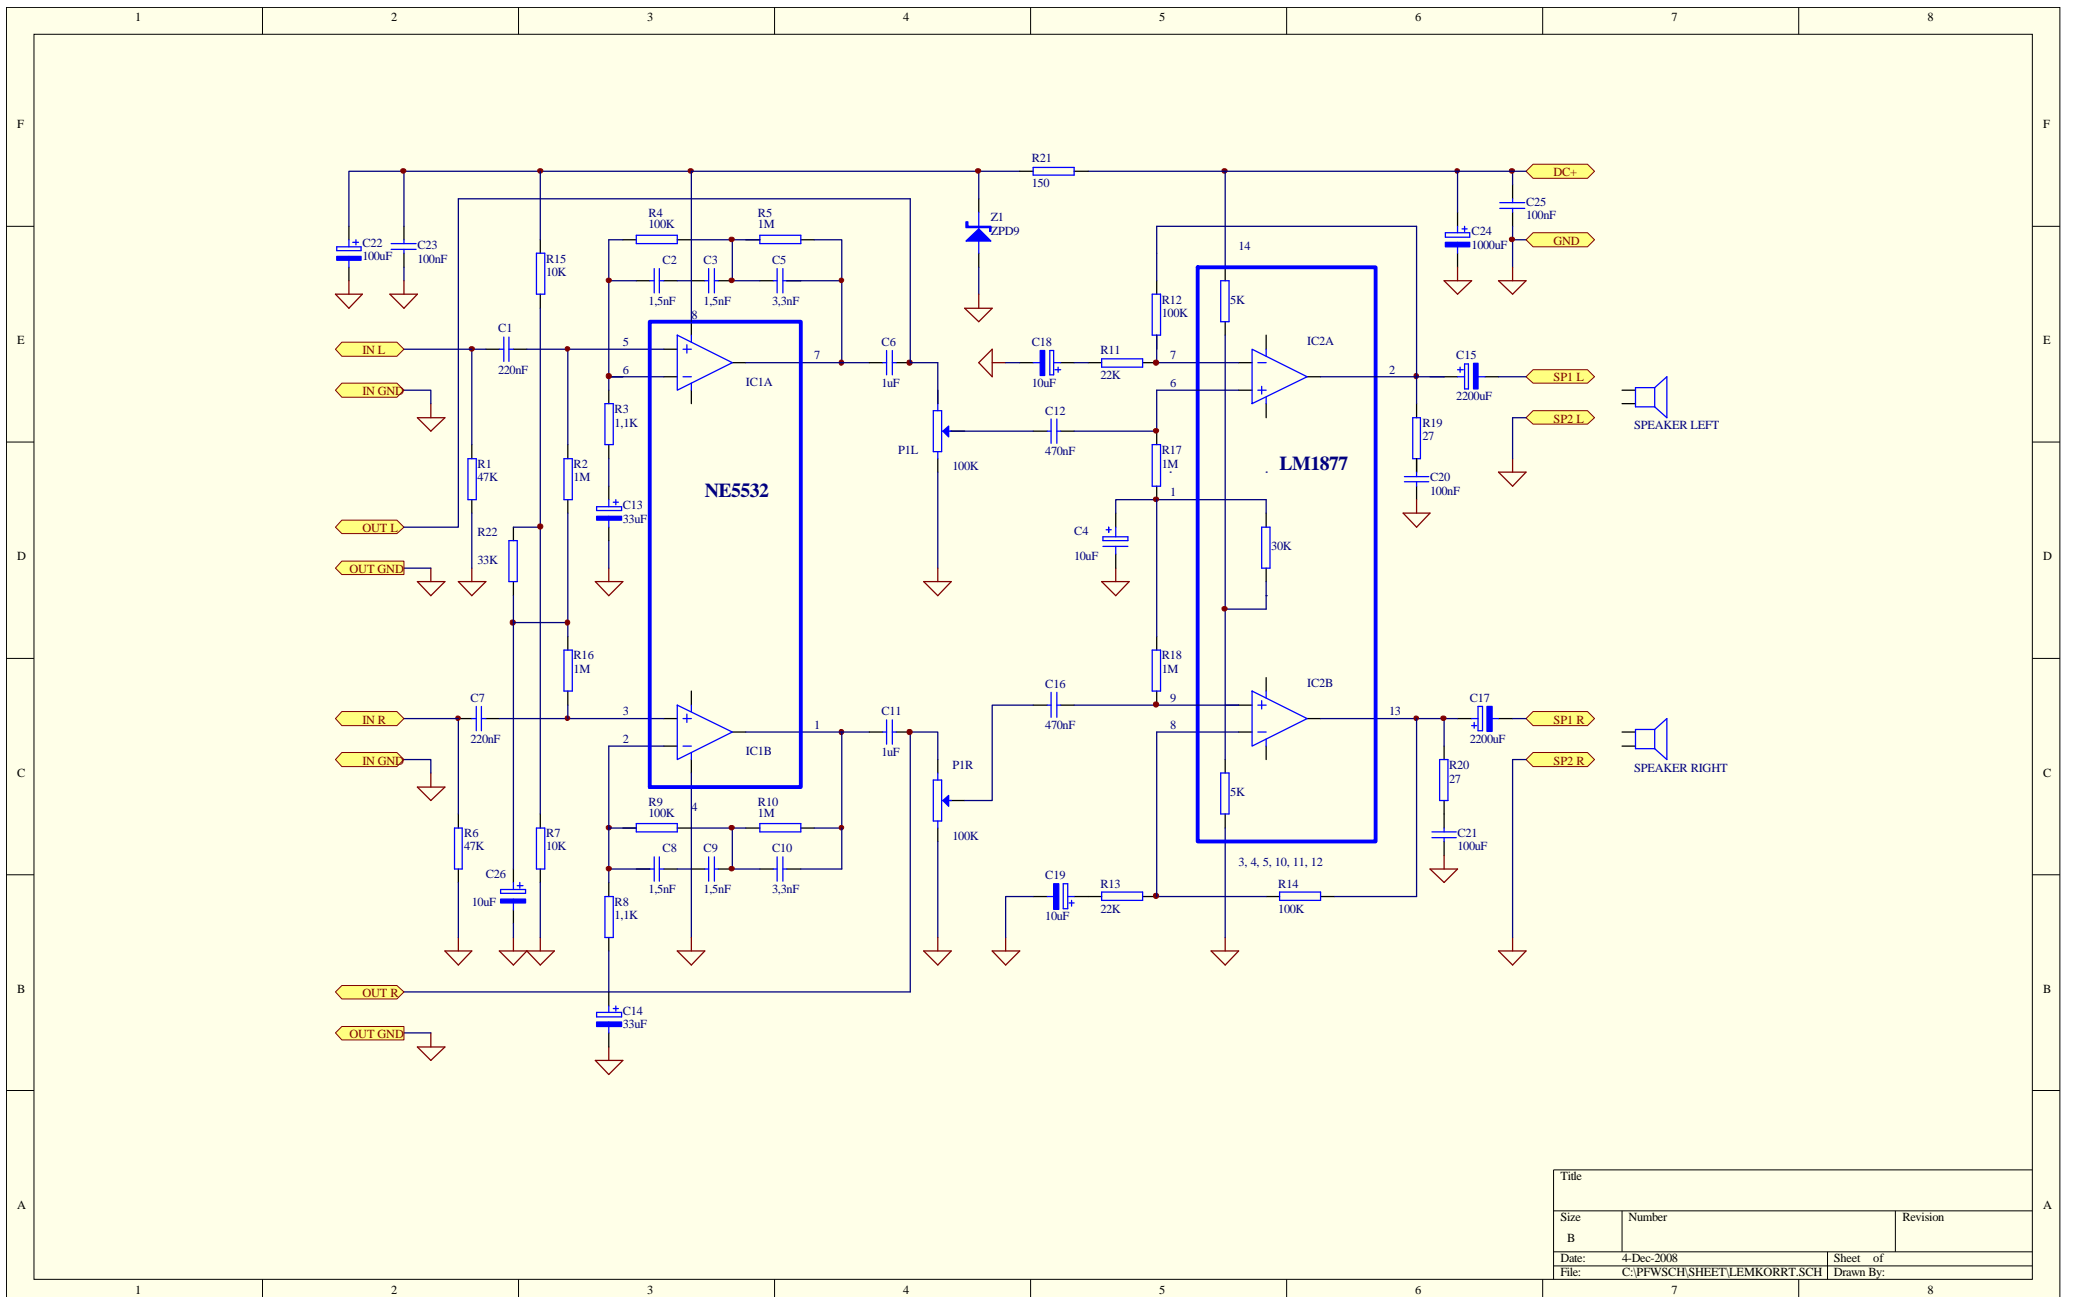 1 2 3 4 5 6 7 8
F F
R21
150
DC+
R4
100K
R5
1M
Z1
ZPD9
C25
100nF
C22
100uF
C23
100nF
C24
1000uF
GND
14
R15
10K
C2 C3 C5
1,5nF 1,5nF 3,3nF
R12
100K
5K
8
E E
C1
220nF
IN L
5
6
7
IC1A
C6
1uF
C18
10uF
R11
22K
7
6
IC2A
2
C15
2200uF
SP1 L
IN GND
R3
1,1K
C12
470nF
R19
27
SP2 L
SPEAKER LEFT
P1L
100K
R17
1M
LM1877
R1
47K
R2
1M
NE5532
C20
100nF
1
C13
33uF
OUT L
R22
33K
C4
10uF
30K
D D
OUT GND
R16
1M
R18
1M
IC2B
C7
220nF
IN R
3
2
1
IC1B
C11
1uF
C16
470nF
9
8
13
C17
2200uF
SP1 R
IN GND
P1R
100K
R20
27
SP2 R
SPEAKER RIGHT
C C
5K
4
R9
100K
R10
1M
R6
47K
R7
10K
C8 C9 C10
1,5nF 1,5nF 3,3nF
C21
100uF
3, 4, 5, 10, 11, 12
C26
10uF
R8
1,1K
C19
10uF
R13
22K
R14
100K
B B
OUT R
C14
33uF
OUT GND
A A
Title
Size Number Revision
B
Date: 4-Dec-2008 Sheet of
File: C:\PFWSCH\SHEET\LEMKORRT.SCH Drawn By:
1 2 3 4 5 6 7 8